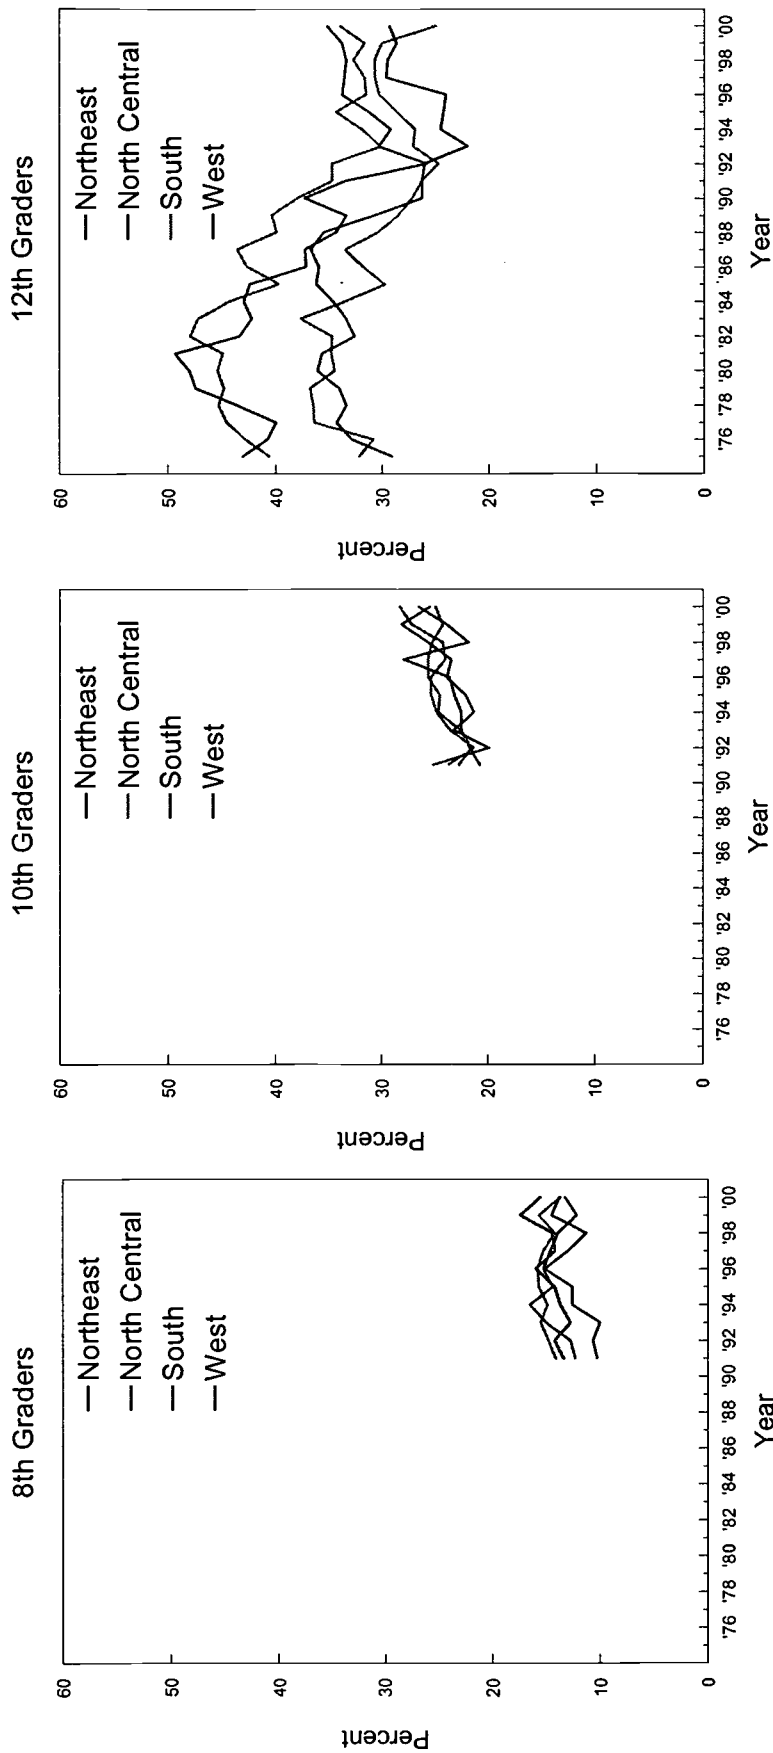 8th Graders
Northeast
North Central
South
West
Percent
60
50
40
30
20
10
0
'76 '78 '80 '82 '84 '86 '88 '90 '92 '94 '96 '98 '00
Year
10th Graders
Northeast
North Central
South
West
Percent
60
50
40
30
20
10
0
'76 '78 '80 '82 '84 '86 '88 '90 '92 '94 '96 '98 '00
Year
12th Graders
Northeast
North Central
South
West
Percent
60
50
40
30
20
10
0
'76 '78 '80 '82 '84 '86 '88 '90 '92 '94 '96 '98 '00
Year